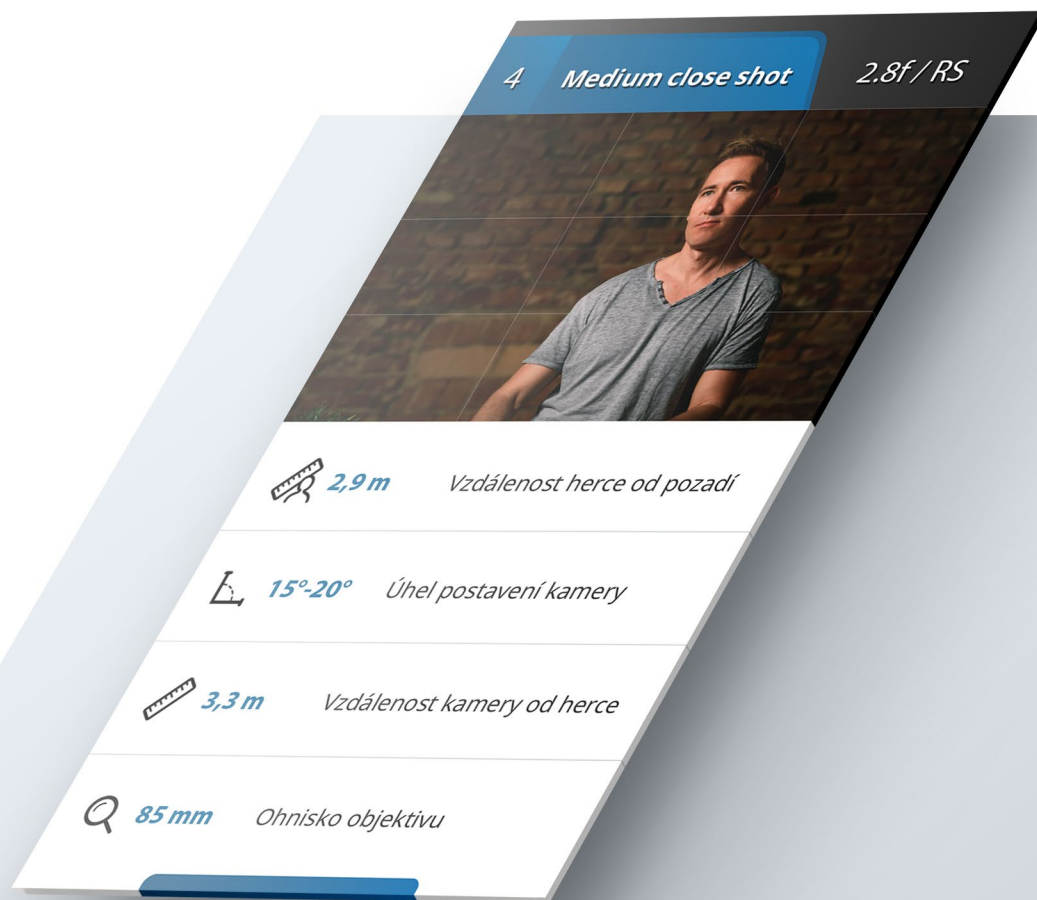 4 Medium close shot 2.8f / RS
2,9 m Vzdálenost herce od pozadí
15°-20° Úhel postavení kamery
3,3 m Vzdálenost kamery od herce
85 mm Ohnisko objektivu